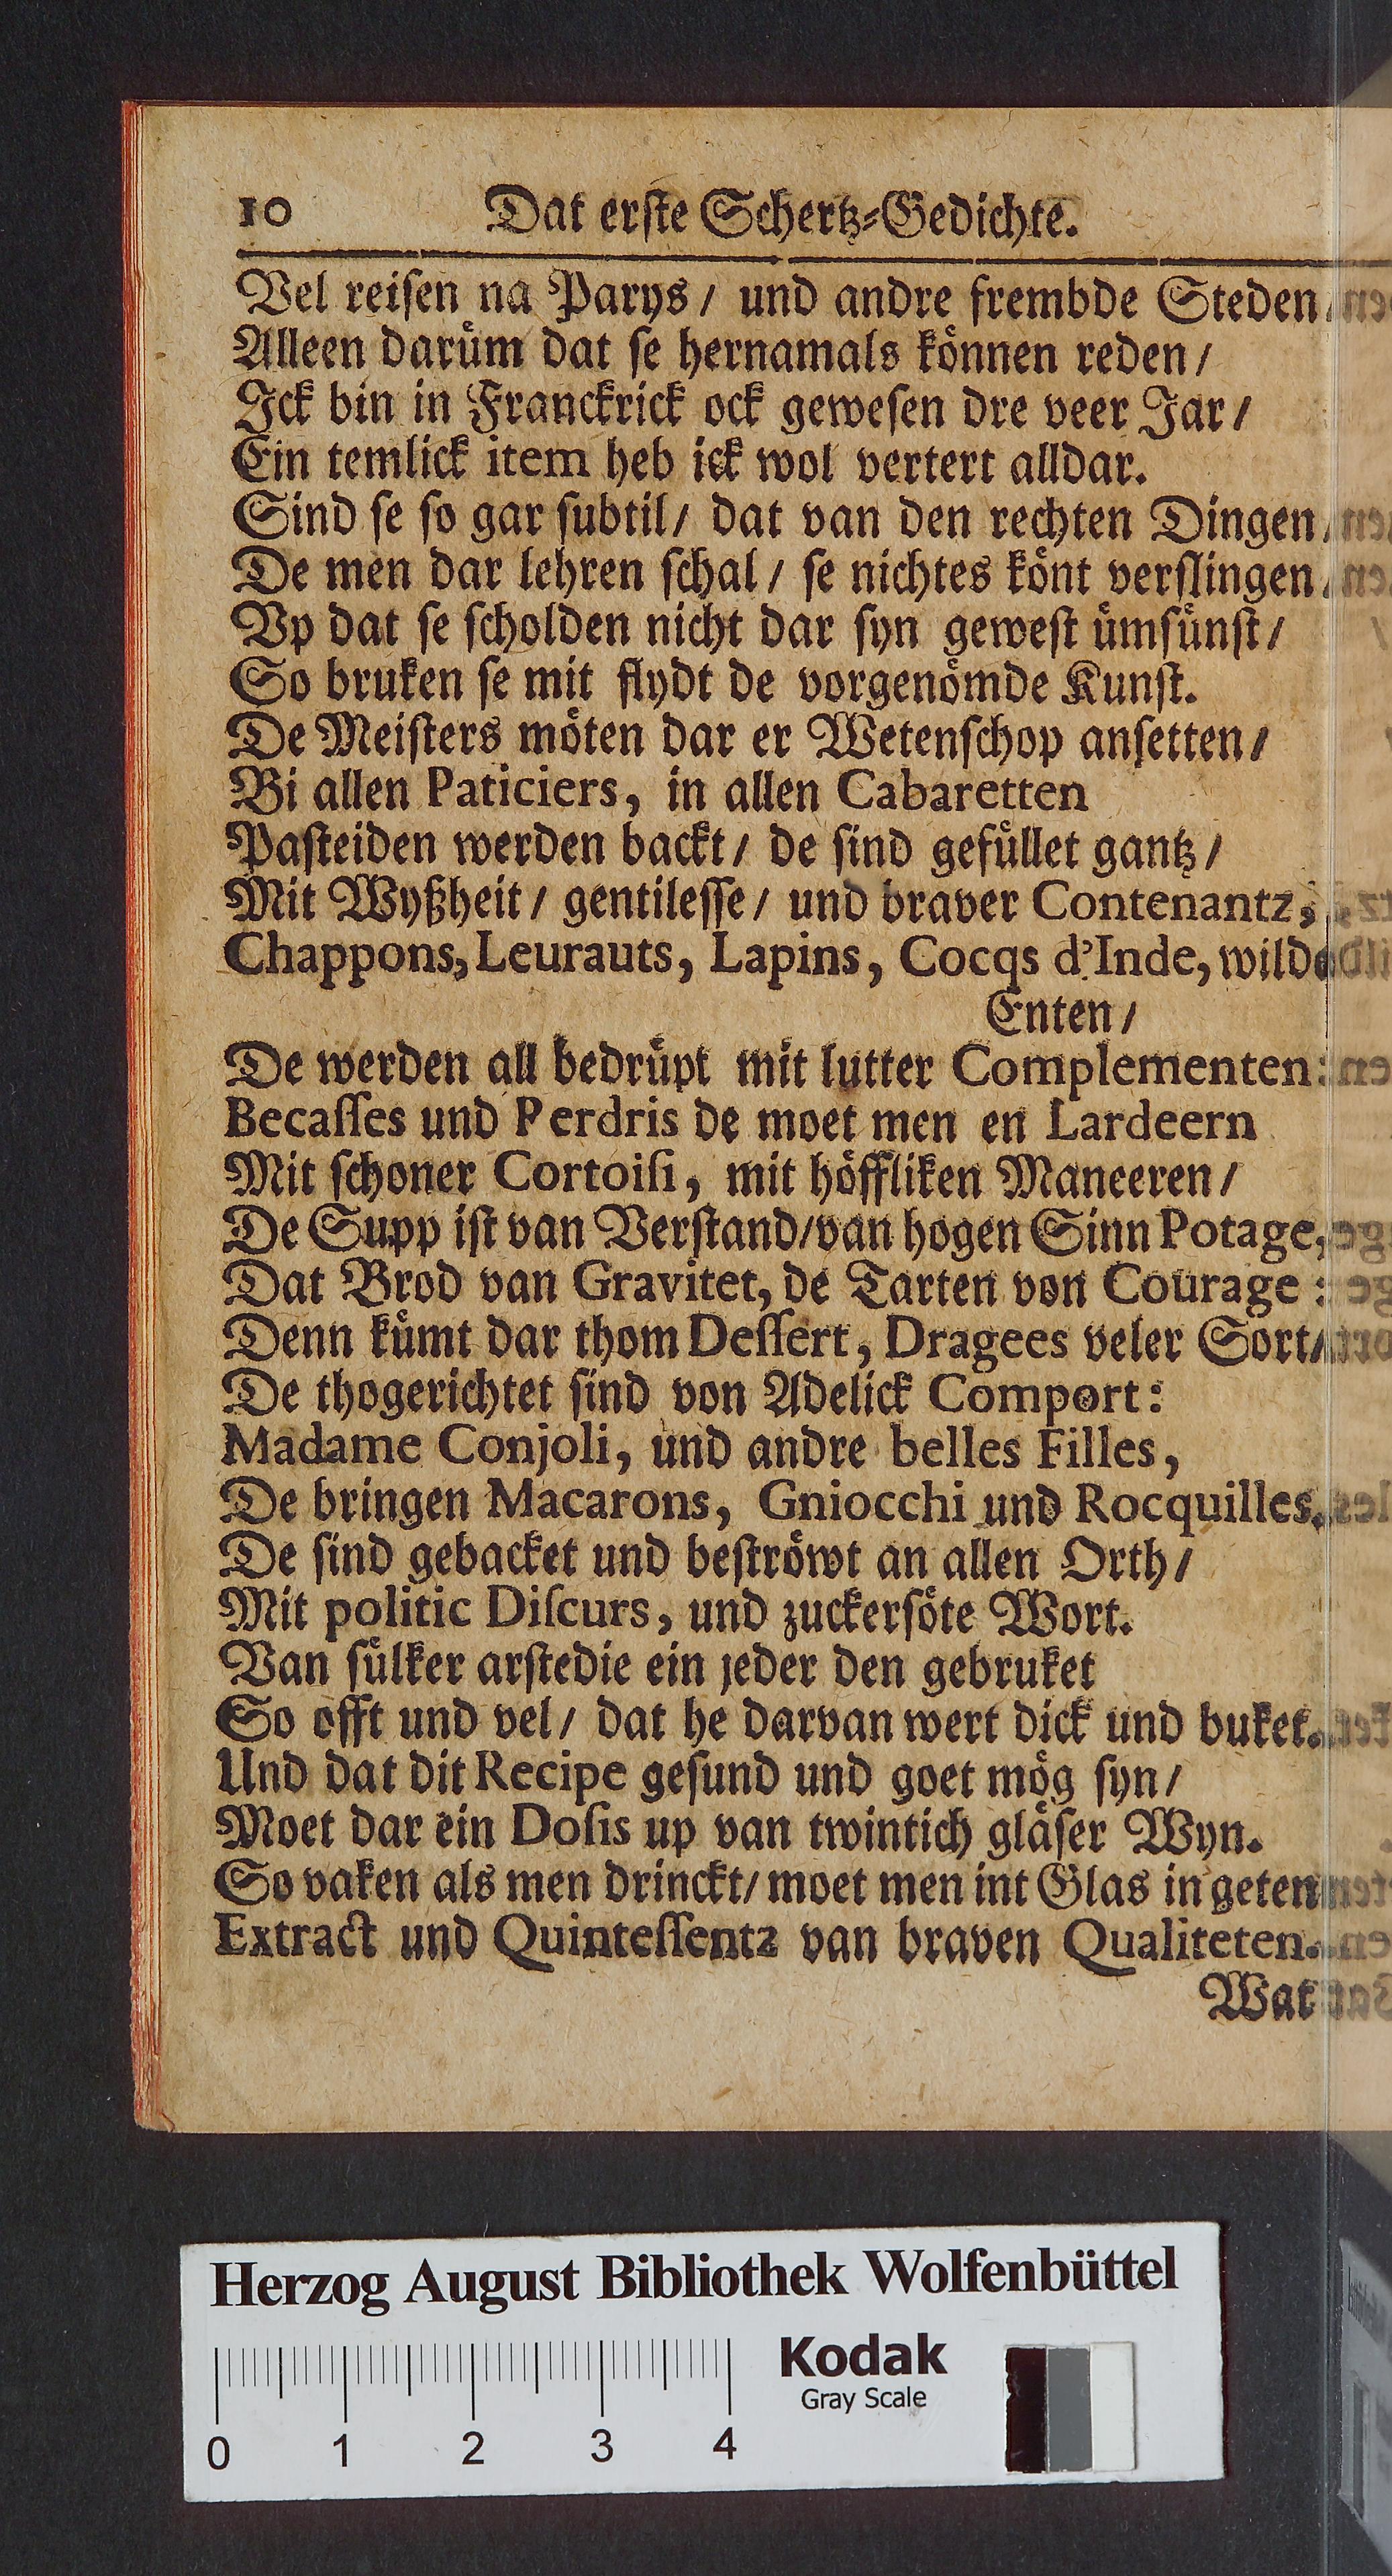 10 Dat erste Schertz-Gedichte.
Vel reisen na Parys / und andre frembde Steden /
Alleen darům dat se hernamals kőnnen reden /
Ick bin in Franckrick ock gewesen dre veer Jar /
Ein temlick item heb ick wol vertert alldar.
Sind se so gar subtil / dat van den rechten Dingen /
De men dar lehren schal / se nichtes kőnt verslingen /
Up dat se scholden nicht dar syn gewest ůmsůnst /
So bruken se mit flydt de vorgenőmde Kunst.
De Meisters mőten dar er Wetenschop ansetten /
Bi allen Paticiers, in allen Cabaretten
Pasteiden werden backt / de sind gefůllet gantz /
Mit Wyßheit / gentilesse / und braver Contenantz,
Chappons, Leurauts, Lapins, Cocqs d'Inde, wilde
Enten /
De werden all bedrůpt mit lutter Complementen:
Becasses und Perdris de moet men en Lardeern
Mit schoner Cortoisi, mit hőffliken Maneeren /
De Supp ist van Verstand / van hogen Sinn Potage,
Dat Brod van Gravitet, de Tarten von Courage:
Denn kůmt dar thom Dessert, Dragees veler Sort /
De thogerichtet sind von Adelick Comport:
Madame Conjoli, und andre belles Filles,
De bringen Macarons, Gniocchi und Rocquilles.
De sind gebacket und beströwt an allen Orth /
Mit politic Discurs, und zuckersőte Wort.
Van sůlker arstedie ein jeder den gebruket
So offt und vel / dat he darvan wert dick und buket.
Und dat dit Recipe gesund und goet mőg syn /
Moet dar ein Dosis up van twintich gläser Wyn.
So vaken als men drinckt / moet men int Glas in geten
Extract und Quintessentz van braven Qualiteten.
Wat
Herzog August Bibliothek Wolfenbüttel
Kodak
Gray Scale
0 1 2 3 4